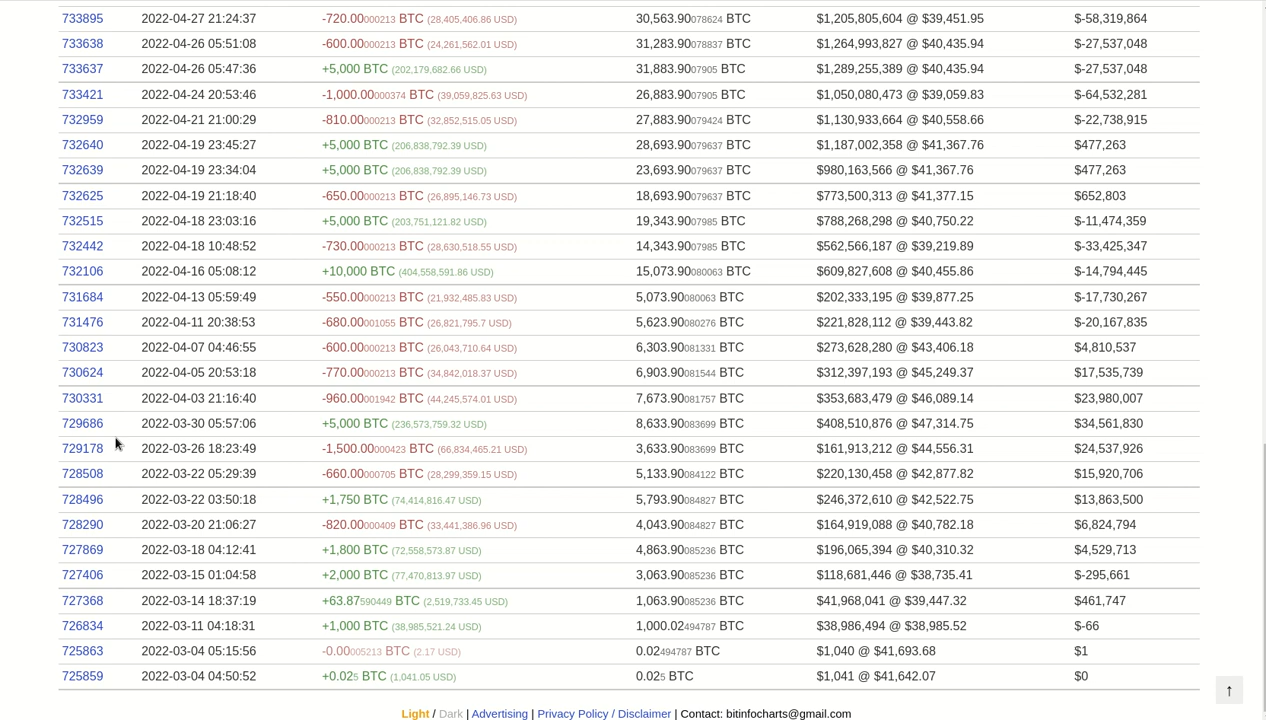 733895 2022-04-27 21:24:37 -720.00000213 BTC (28,405,406.86 USD) 30,563.90078624 BTC $1,205,805,604 @ $39,451.95 $-58,319,864
733638 2022-04-26 05:51:08 -600.00000213 BTC (24,261,562.01 USD) 31,283.90078837 BTC $1,264,993,827 @ $40,435.94 $-27,537,048
733637 2022-04-26 05:47:36 +5,000 BTC (202,179,682.66 USD) 31,883.9007905 BTC $1,289,255,389 @ $40,435.94 $-27,537,048
733421 2022-04-24 20:53:46 -1,000.00000374 BTC (39,059,825.63 USD) 26,883.9007905 BTC $1,050,080,473 @ $39,059.83 $-64,532,281
732959 2022-04-21 21:00:29 -810.00000213 BTC (32,852,515.05 USD) 27,883.90079424 BTC $1,130,933,664 @ $40,558.66 $-22,738,915
732640 2022-04-19 23:45:27 +5,000 BTC (206,838,792.39 USD) 28,693.90079637 BTC $1,187,002,358 @ $41,367.76 $477,263
732639 2022-04-19 23:34:04 +5,000 BTC (206,838,792.39 USD) 23,693.90079637 BTC $980,163,566 @ $41,367.76 $477,263
732625 2022-04-19 21:18:40 -650.00000213 BTC (26,895,146.73 USD) 18,693.90079637 BTC $773,500,313 @ $41,377.15 $652,803
732515 2022-04-18 23:03:16 +5,000 BTC (203,751,121.82 USD) 19,343.9007985 BTC $788,268,298 @ $40,750.22 $-11,474,359
732442 2022-04-18 10:48:52 -730.00000213 BTC (28,630,518.55 USD) 14,343.9007985 BTC $562,566,187 @ $39,219.89 $-33,425,347
732106 2022-04-16 05:08:12 +10,000 BTC (404,558,591.86 USD) 15,073.90080063 BTC $609,827,608 @ $40,455.86 $-14,794,445
731684 2022-04-13 05:59:49 -550.00000213 BTC (21,932,485.83 USD) 5,073.90080063 BTC $202,333,195 @ $39,877.25 $-17,730,267
731476 2022-04-11 20:38:53 -680.00001055 BTC (26,821,795.7 USD) 5,623.90080276 BTC $221,828,112 @ $39,443.82 $-20,167,835
730823 2022-04-07 04:46:55 -600.00000213 BTC (26,043,710.64 USD) 6,303.90081331 BTC $273,628,280 @ $43,406.18 $4,810,537
730624 2022-04-05 20:53:18 -770.00000213 BTC (34,842,018.37 USD) 6,903.90081544 BTC $312,397,193 @ $45,249.37 $17,535,739
730331 2022-04-03 21:16:40 -960.00001942 BTC (44,245,574.01 USD) 7,673.90081757 BTC $353,683,479 @ $46,089.14 $23,980,007
729686 2022-03-30 05:57:06 +5,000 BTC (236,573,759.32 USD) 8,633.90083699 BTC $408,510,876 @ $47,314.75 $34,561,830
729178 2022-03-26 18:23:49 -1,500.00000423 BTC (66,834,465.21 USD) 3,633.90083699 BTC $161,913,212 @ $44,556.31 $24,537,926
728508 2022-03-22 05:29:39 -660.00000705 BTC (28,299,359.15 USD) 5,133.90084122 BTC $220,130,458 @ $42,877.82 $15,920,706
728496 2022-03-22 03:50:18 +1,750 BTC (74,414,816.47 USD) 5,793.90084827 BTC $246,372,610 @ $42,522.75 $13,863,500
728290 2022-03-20 21:06:27 -820.00000409 BTC (33,441,386.96 USD) 4,043.90084827 BTC $164,919,088 @ $40,782.18 $6,824,794
727869 2022-03-18 04:12:41 +1,800 BTC (72,558,573.87 USD) 4,863.90085236 BTC $196,065,394 @ $40,310.32 $4,529,713
727406 2022-03-15 01:04:58 +2,000 BTC (77,470,813.97 USD) 3,063.90085236 BTC $118,681,446 @ $38,735.41 $-295,661
727368 2022-03-14 18:37:19 +63.87590449 BTC (2,519,733.45 USD) 1,063.90085236 BTC $41,968,041 @ $39,447.32 $461,747
726834 2022-03-11 04:18:31 +1,000 BTC (38,985,521.24 USD) 1,000.02494787 BTC $38,986,494 @ $38,985.52 $-66
725863 2022-03-04 05:15:56 -0.00005213 BTC (2.17 USD) 0.02494787 BTC $1,040 @ $41,693.68 $1
725859 2022-03-04 04:50:52 +0.025 BTC (1,041.05 USD) 0.025 BTC $1,041 @ $41,642.07 $0
↑
Light / Dark | Advertising | Privacy Policy / Disclaimer | Contact: bitinfocharts@gmail.com